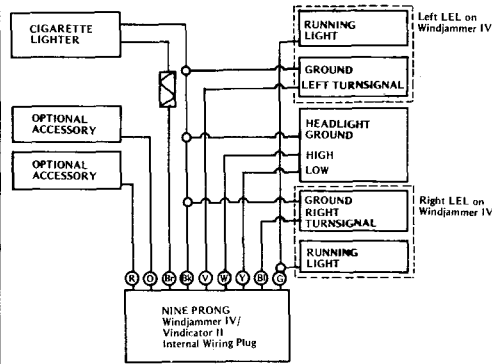 CIGARETTE
LIGHTER
RUNNING
LIGHT
Left LEL on
Windjammer IV
GROUND
LEFT TURNSIGNAL
OPTIONAL
ACCESSORY
HEADLIGHT
GROUND
HIGH
LOW
OPTIONAL
ACCESSORY
GROUND
RIGHT
TURNSIGNAL
Right LEL on
Windjammer IV
RUNNING
LIGHT
R O Br Bk V W Y Bl G
NINE PRONG
Windjammer IV/
Vindicator II
Internal Wiring Plug